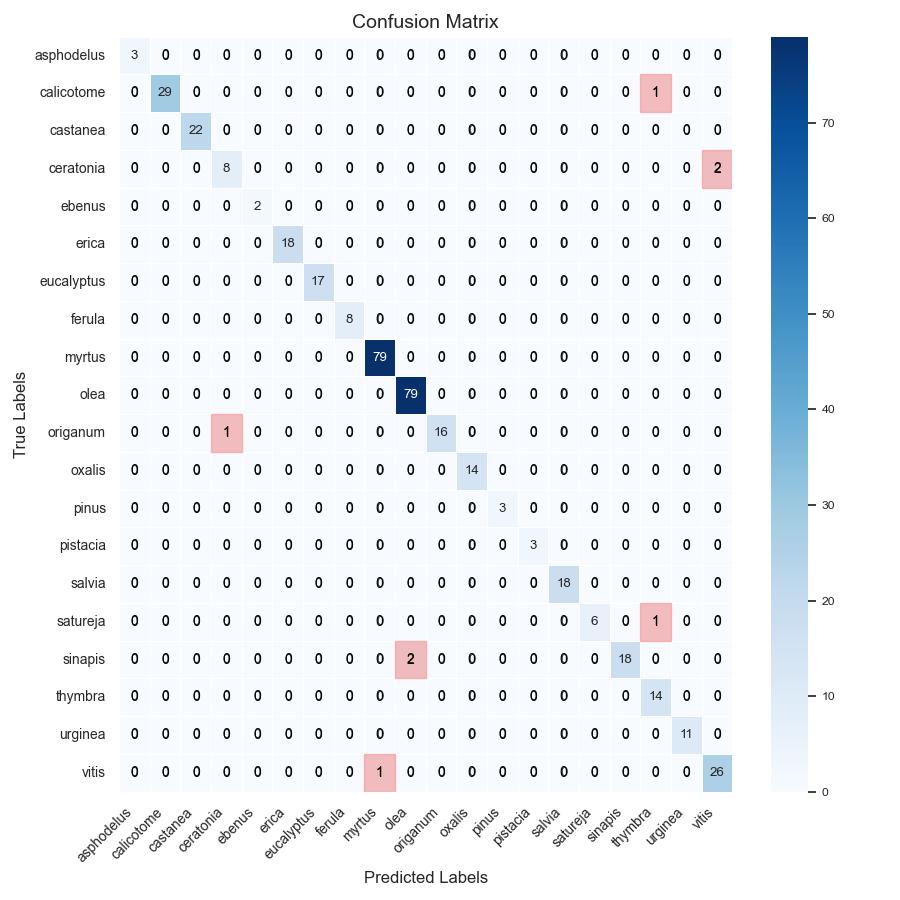 Confusion Matrix
asphodelus 3 0 0 0 0 0 0 0 0 0 0 0 0 0 0 0 0 0 0 0
calicotome 0 29 0 0 0 0 0 0 0 0 0 0 0 0 0 0 0 1 0 0
castanea 0 0 22 0 0 0 0 0 0 0 0 0 0 0 0 0 0 0 0 0
ceratonia 0 0 0 8 0 0 0 0 0 0 0 0 0 0 0 0 0 0 0 2
ebenus 0 0 0 0 2 0 0 0 0 0 0 0 0 0 0 0 0 0 0 0
erica 0 0 0 0 0 18 0 0 0 0 0 0 0 0 0 0 0 0 0 0
eucalyptus 0 0 0 0 0 0 17 0 0 0 0 0 0 0 0 0 0 0 0 0
ferula 0 0 0 0 0 0 0 8 0 0 0 0 0 0 0 0 0 0 0 0
myrtus 0 0 0 0 0 0 0 0 79 0 0 0 0 0 0 0 0 0 0 0
olea 0 0 0 0 0 0 0 0 0 79 0 0 0 0 0 0 0 0 0 0
origanum 0 0 0 1 0 0 0 0 0 0 16 0 0 0 0 0 0 0 0 0
oxalis 0 0 0 0 0 0 0 0 0 0 0 14 0 0 0 0 0 0 0 0
pinus 0 0 0 0 0 0 0 0 0 0 0 0 3 0 0 0 0 0 0 0
pistacia 0 0 0 0 0 0 0 0 0 0 0 0 0 3 0 0 0 0 0 0
salvia 0 0 0 0 0 0 0 0 0 0 0 0 0 0 18 0 0 0 0 0
satureja 0 0 0 0 0 0 0 0 0 0 0 0 0 0 0 6 0 1 0 0
sinapis 0 0 0 0 0 0 0 0 0 2 0 0 0 0 0 0 18 0 0 0
thymbra 0 0 0 0 0 0 0 0 0 0 0 0 0 0 0 0 0 14 0 0
urginea 0 0 0 0 0 0 0 0 0 0 0 0 0 0 0 0 0 0 11 0
vitis 0 0 0 0 0 0 0 0 1 0 0 0 0 0 0 0 0 0 0 26
True Labels
asphodelus calicotome castanea ceratonia ebenus erica eucalyptus ferula myrtus olea origanum oxalis pinus pistacia salvia satureja sinapis thymbra urginea vitis
Predicted Labels
70
60
50
40
30
20
10
0